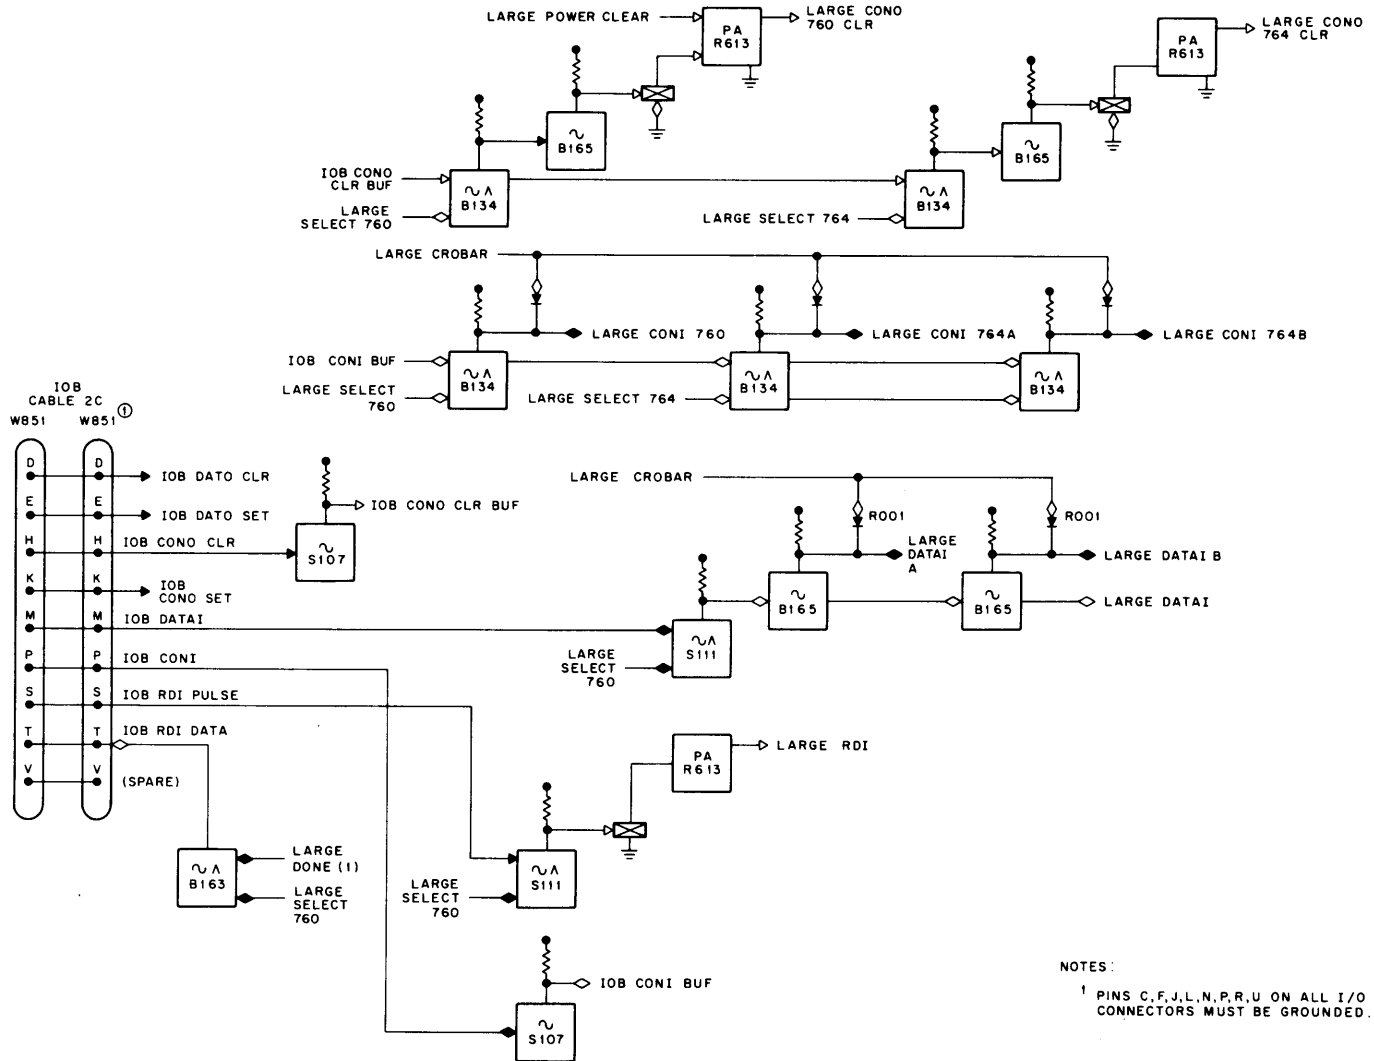 LARGE POWER CLEAR
PA
R613
LARGE CONO
760 CLR
PA
R613
LARGE CONO
764 CLR
∿
B165
∿
B165
IOB CONO
CLR BUF
LARGE
SELECT 760
∿ ∧
B134
LARGE SELECT 764
∿ ∧
B134
LARGE CROBAR
LARGE CONI 760
LARGE CONI 764A
LARGE CONI 764B
IOB CONI BUF
LARGE SELECT
760
∿ ∧
B134
LARGE SELECT 764
∿ ∧
B134
∿ ∧
B134
IOB
CABLE 2C
W851
W851 ①
D
D
IOB DATO CLR
E
E
IOB DATO SET
H
H
IOB CONO CLR
K
K
IOB
CONO SET
M
M
IOB DATAI
P
P
IOB CONI
S
S
IOB RDI PULSE
T
T
IOB RDI DATA
V
V
(SPARE)
IOB CONO CLR BUF
∿
S107
LARGE CROBAR
R001
R001
LARGE
DATAI
A
LARGE DATAI B
∿
B165
∿
B165
LARGE DATAI
∿ ∧
S111
LARGE
SELECT
760
PA
R613
LARGE RDI
∿ ∧
B163
LARGE
DONE (1)
LARGE
SELECT
760
LARGE
SELECT
760
∿ ∧
S111
IOB CONI BUF
∿
S107
NOTES:
1 PINS C,F,J,L,N,P,R,U ON ALL I/O
CONNECTORS MUST BE GROUNDED.